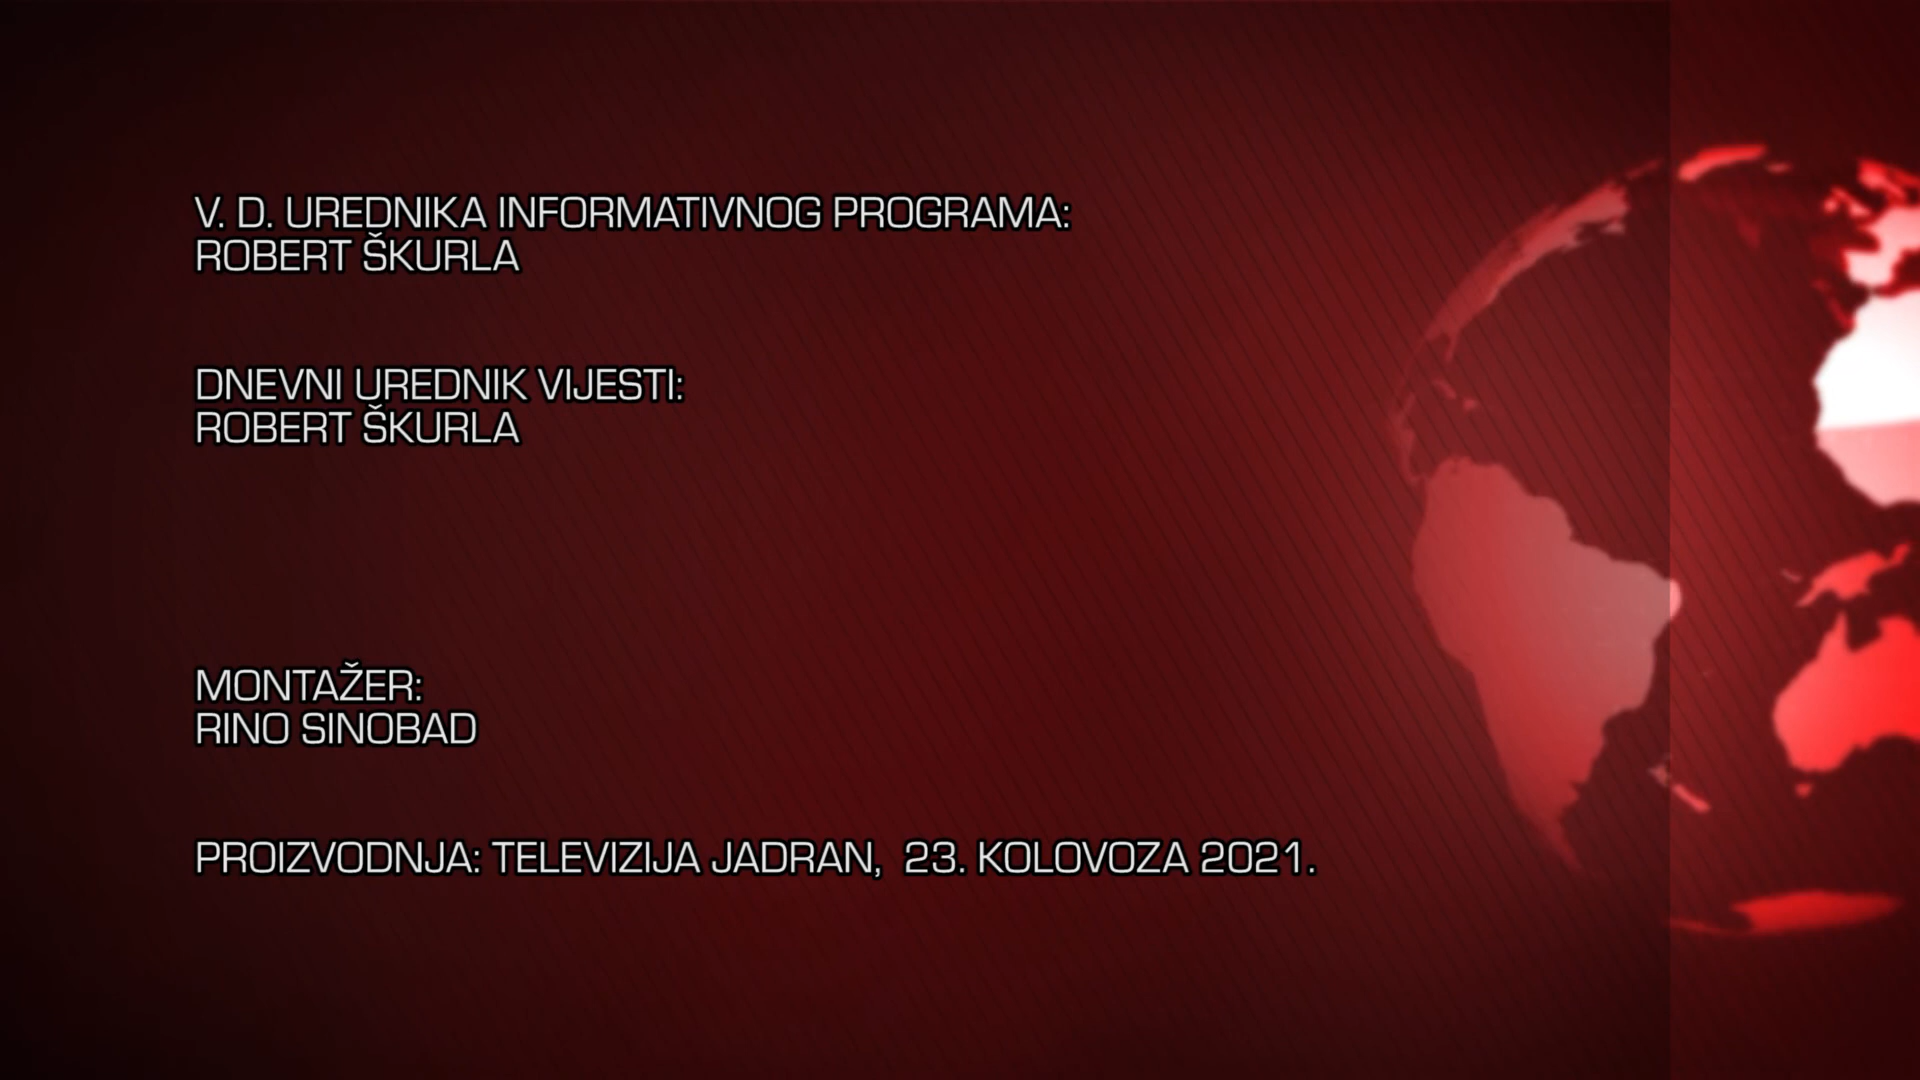 V. D. UREDNIKA INFORMATIVNOG PROGRAMA:
ROBERT ŠKURLA
DNEVNI UREDNIK VIJESTI:
ROBERT ŠKURLA
MONTAŽER:
RINO SINOBAD
PROIZVODNJA: TELEVIZIJA JADRAN, 23. KOLOVOZA 2021.